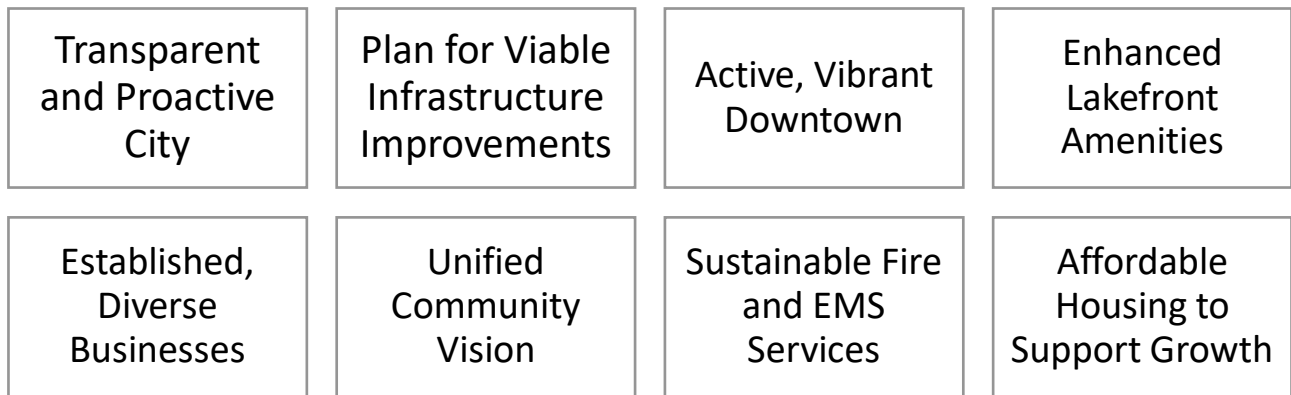 Transparent
and Proactive
City
Plan for Viable
Infrastructure
Improvements
Active, Vibrant
Downtown
Enhanced
Lakefront
Amenities
Established,
Diverse
Businesses
Unified
Community
Vision
Sustainable Fire
and EMS
Services
Affordable
Housing to
Support Growth